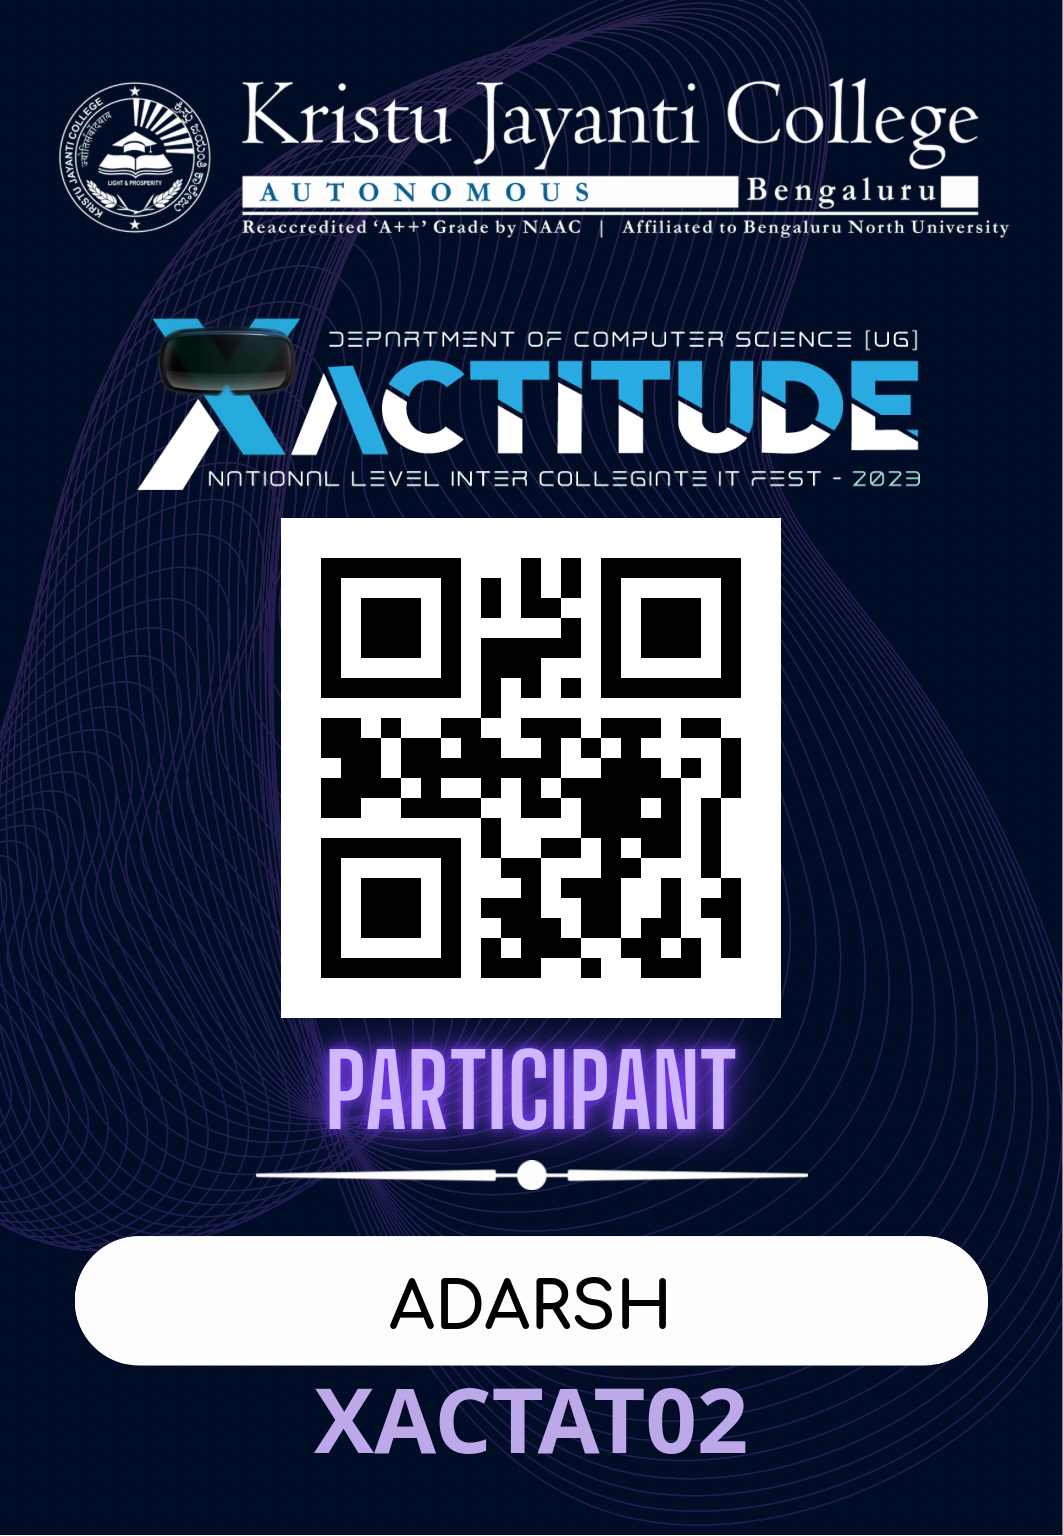 KRISTU JAYANTI COLLEGE
LIGHT & PROSPERITY
Kristu Jayanti College
AUTONOMOUS Bengaluru
Reaccredited ‘A++’ Grade by NAAC | Affiliated to Bengaluru North University
DEPARTMENT OF COMPUTER SCIENCE [UG]
XACTITUDE
NATIONAL LEVEL INTER COLLEGIATE IT FEST - 2023
PARTICIPANT
ADARSH
XACTAT02